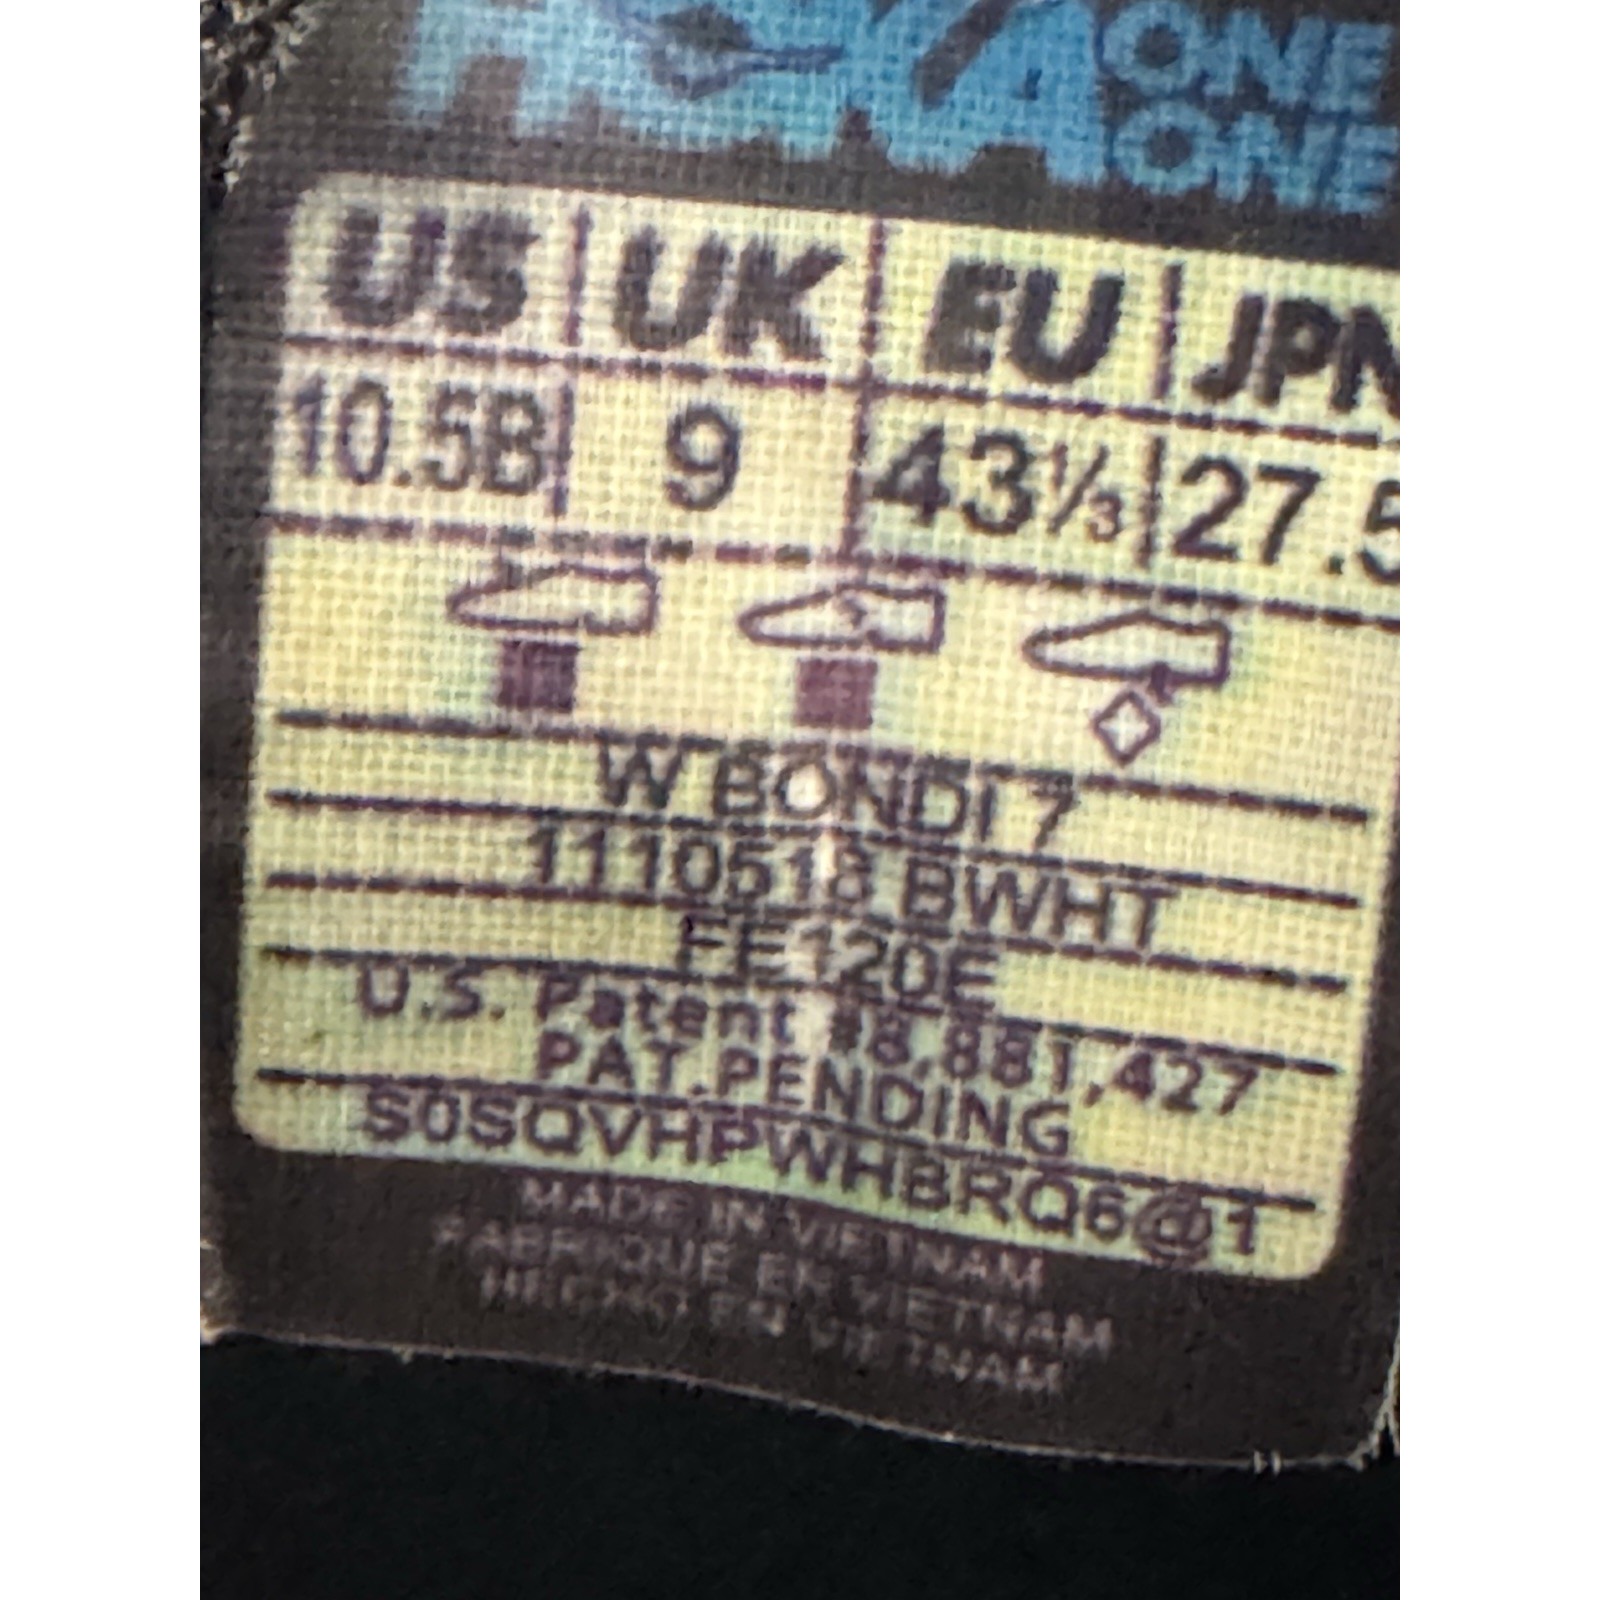 HOKA ONE ONE
US UK EU JPN
10.5B 9 43⅓ 27.5
W BONDI 7
1110518 BWHT
FE120E
U.S. Patent #8,881,427
PAT.PENDING
S0SQVHPWHBRQ6@1
MADE IN VIETNAM
FABRIQUE EN VIETNAM
HECHO EN VIETNAM